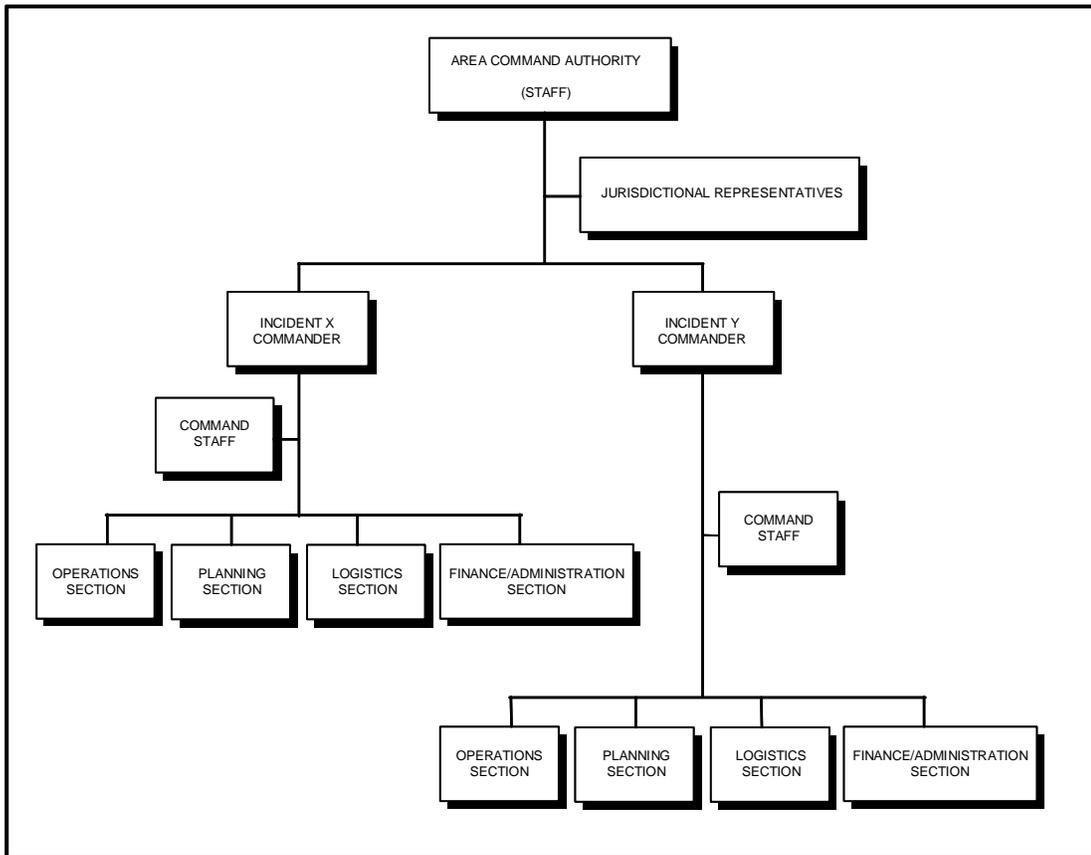 AREA COMMAND AUTHORITY
(STAFF)
JURISDICTIONAL REPRESENTATIVES
INCIDENT X
COMMANDER
INCIDENT Y
COMMANDER
COMMAND
STAFF
OPERATIONS
SECTION
PLANNING
SECTION
LOGISTICS
SECTION
FINANCE/ADMINISTRATION
SECTION
COMMAND
STAFF
OPERATIONS
SECTION
PLANNING
SECTION
LOGISTICS
SECTION
FINANCE/ADMINISTRATION
SECTION